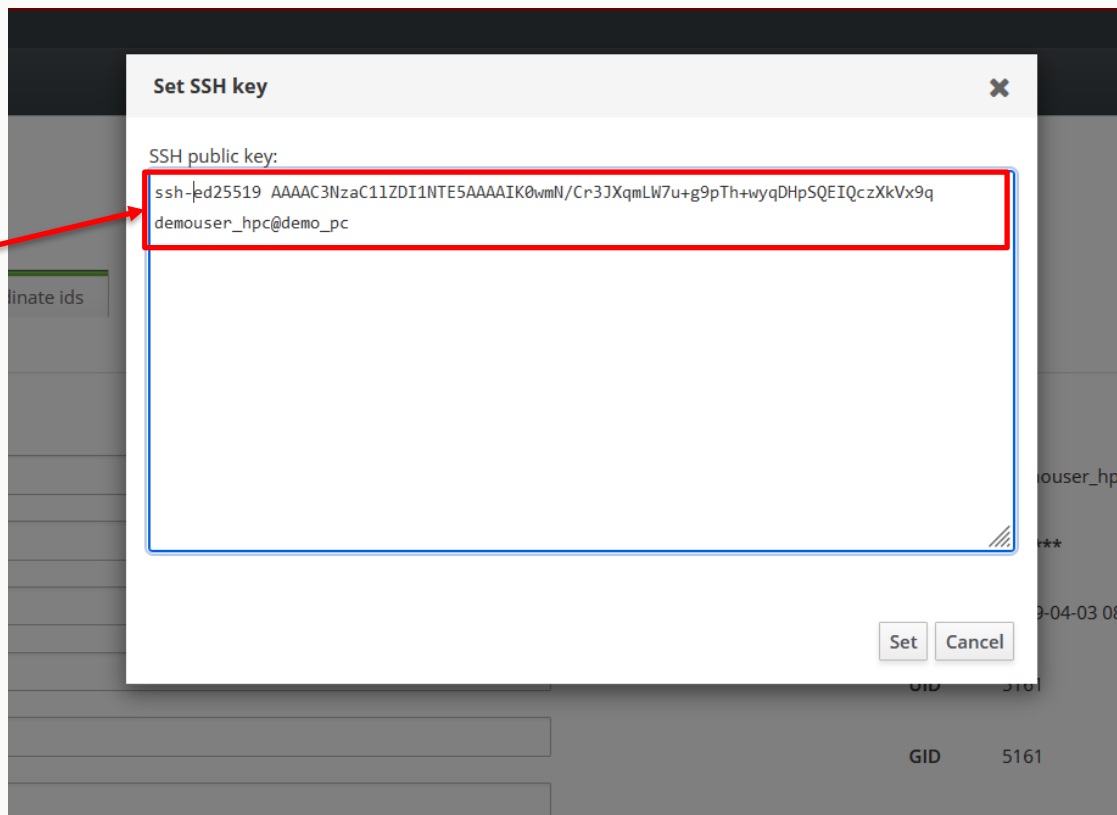 Set SSH key
SSH public key:
ssh-ed25519 AAAAC3NzaC1lZDI1NTE5AAAAIK0wmN/Cr3JXqmLW7u+g9pTh+wyqDHpSQEIQczXkVx9q
demouser_hpc@demo_pc
dinate ids
ouser_hp
***
9-04-03 08
Set Cancel
UID 5161
GID 5161